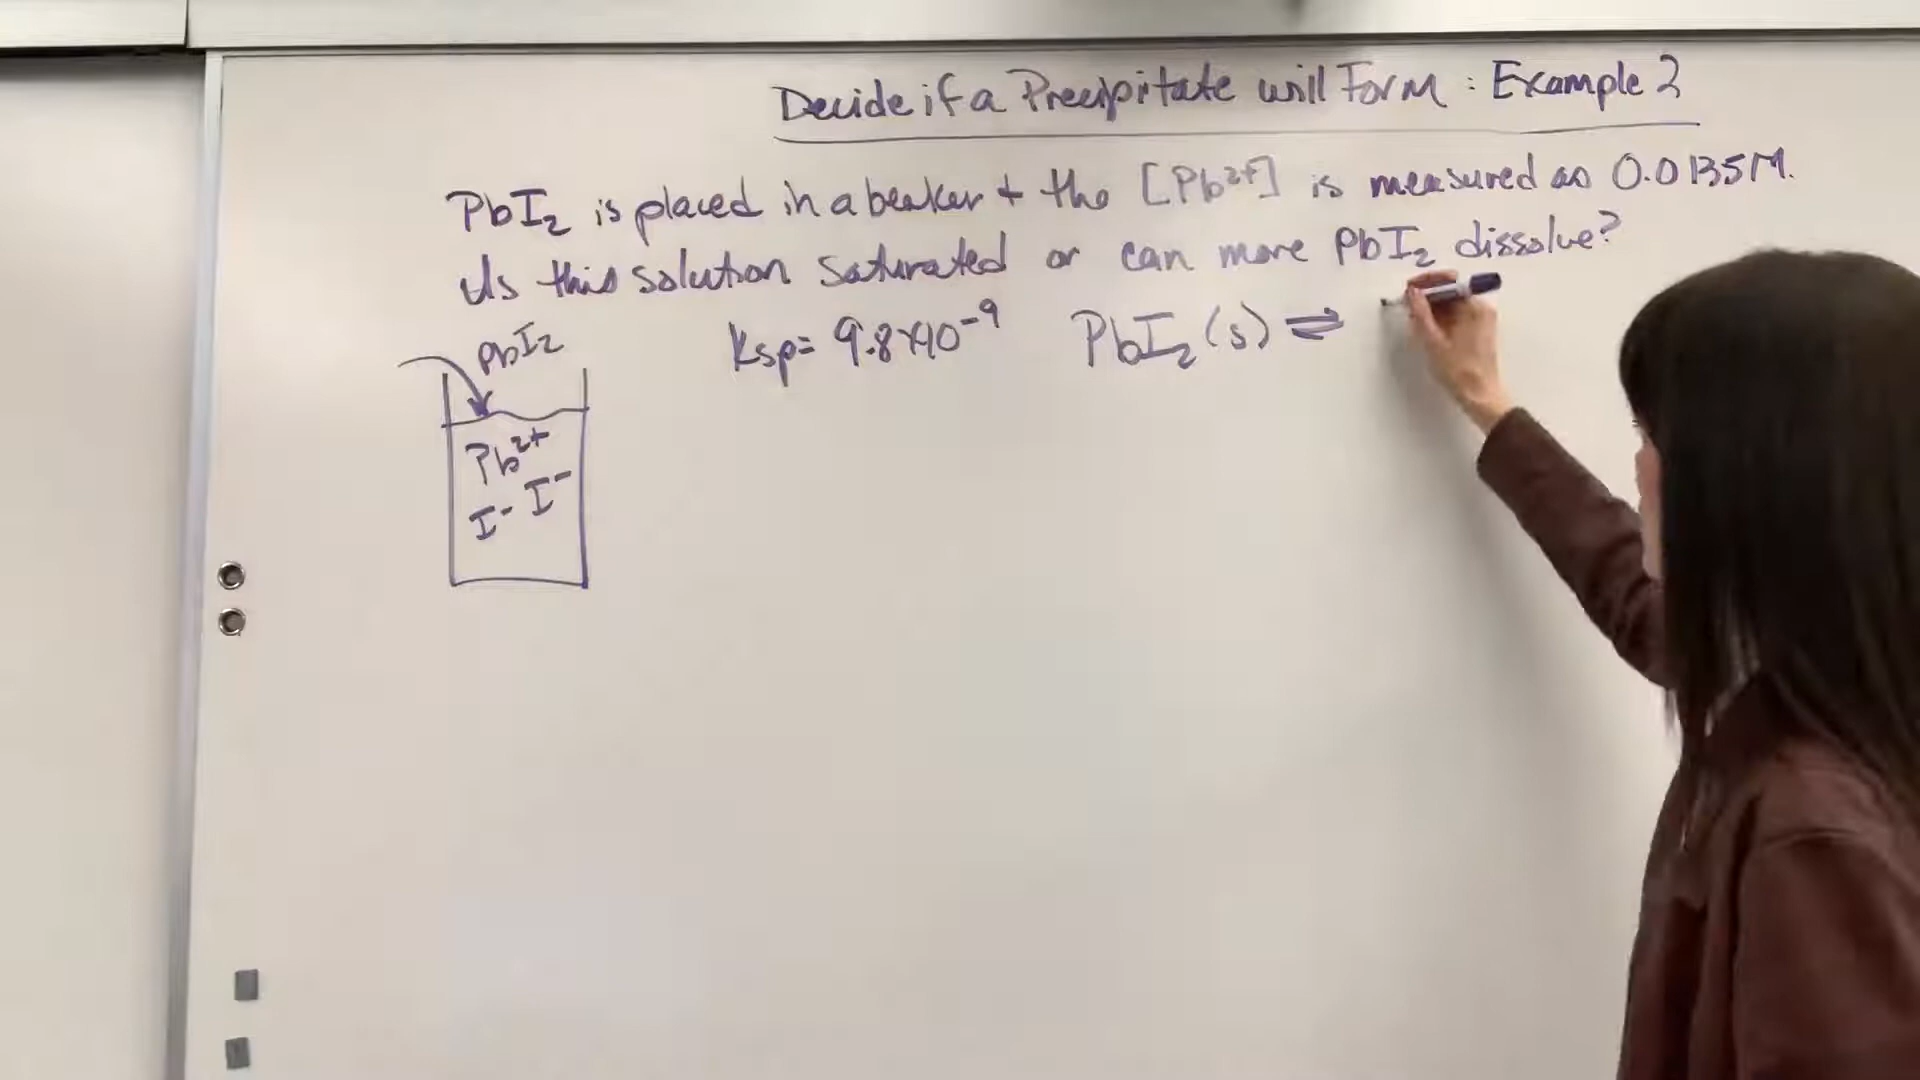 Decide if a Precipitate will Form : Example 2
PbI₂ is placed in a beaker + the [Pb²⁺] is measured as 0.0135M.
Is this solution saturated or can more PbI₂ dissolve?
PbI₂
Ksp = 9.8x10⁻⁹ PbI₂(s) ⇌
Pb²⁺
I⁻ I⁻